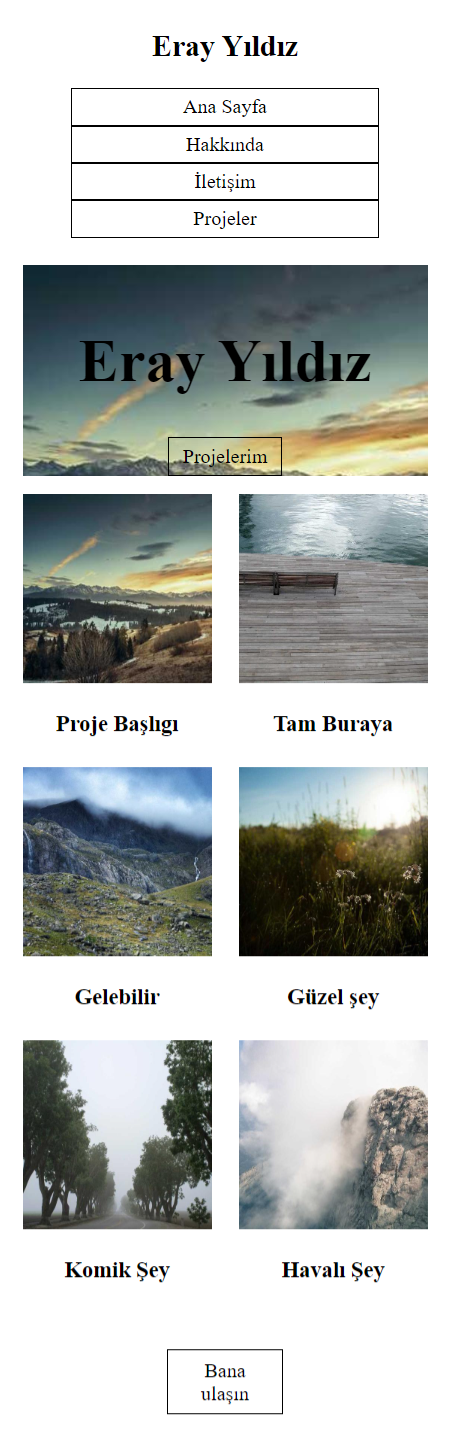 Eray Yıldız
Ana Sayfa
Hakkında
İletişim
Projeler
Eray Yıldız
Projelerim
Proje Başlıgı
Tam Buraya
Gelebilir
Güzel şey
Komik Şey
Havalı Şey
Bana
ulaşın